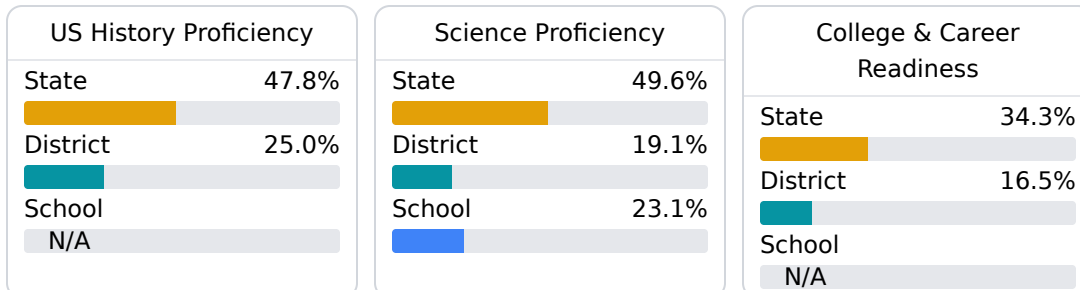 US History Proficiency
State 47.8%
District 25.0%
School
N/A
Science Proficiency
State 49.6%
District 19.1%
School 23.1%
College & Career
Readiness
State 34.3%
District 16.5%
School
N/A